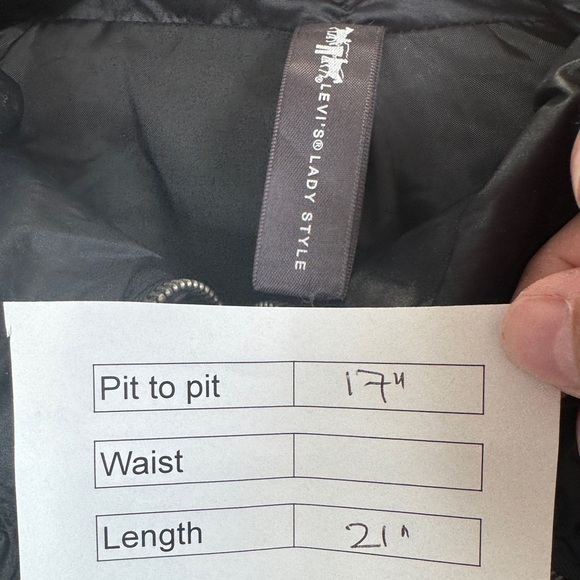 ®LEVI'S® LADY STYLE
Pit to pit 17"
Waist
Length 21"